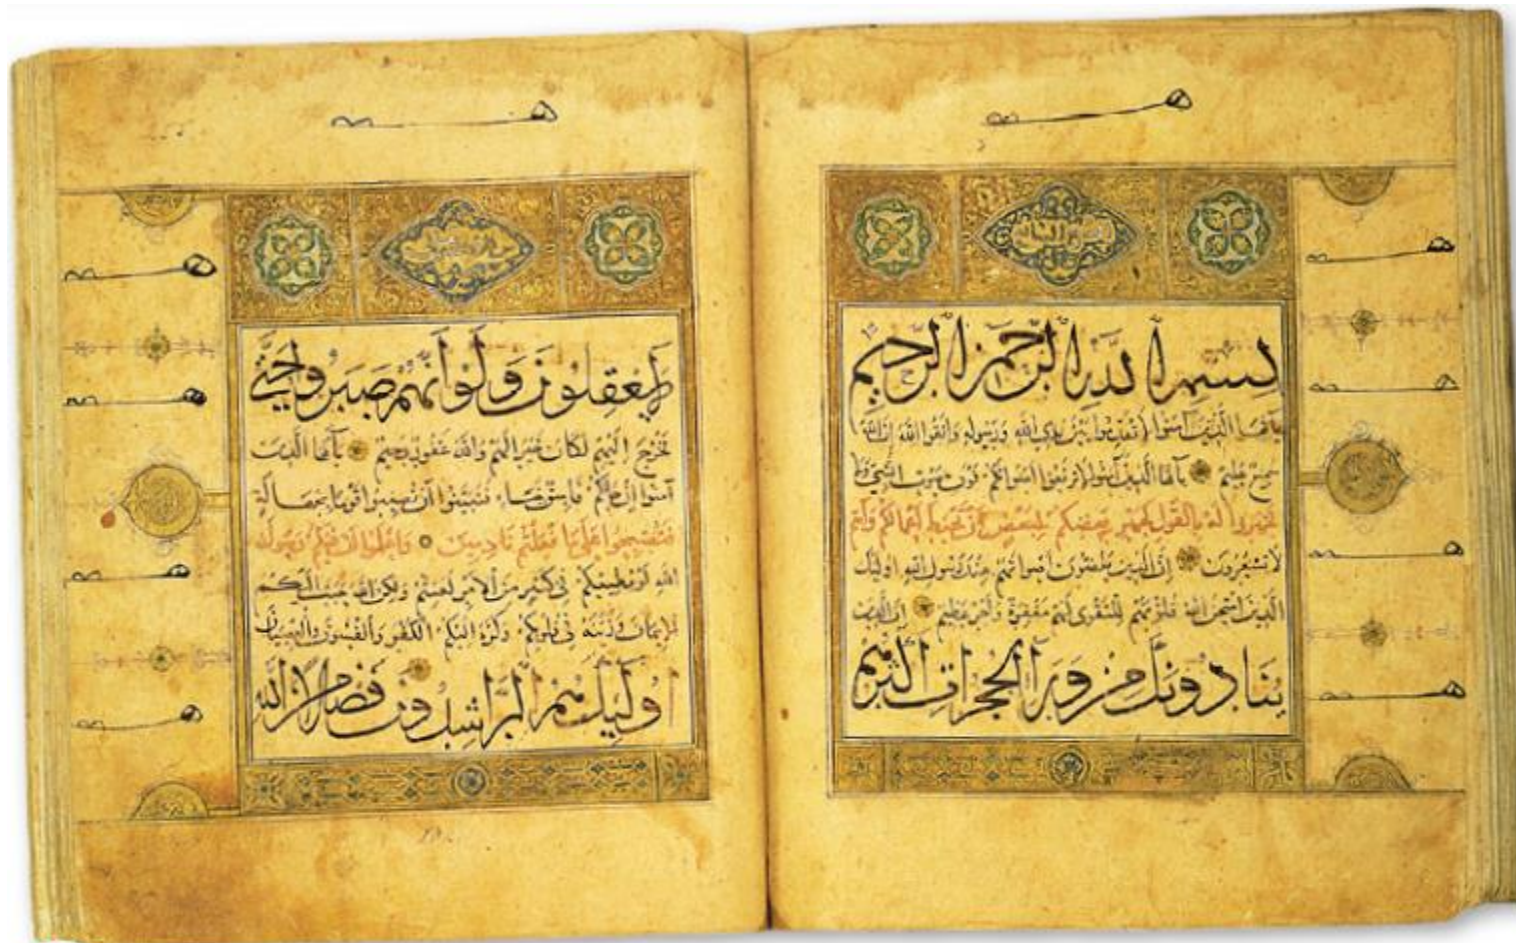 بسم الله الرحمن الرحيم
يا أيها الذين آمنوا لا تقدموا بين يدي الله ورسوله واتقوا الله إن الله
سميع عليم يا أيها الذين آمنوا لا ترفعوا أصواتكم فوق صوت النبي ولا
تجهروا له بالقول كجهر بعضكم لبعض أن تحبط أعمالكم وأنتم
لا تشعرون إن الذين يغضون أصواتهم عند رسول الله أولئك
الذين امتحن الله قلوبهم للتقوى لهم مغفرة وأجر عظيم إن الذين
ينادونك من وراء الحجرات أكثرهم
لا يعقلون ولو أنهم صبروا حتى
تخرج إليهم لكان خيرا لهم والله غفور رحيم يا أيها الذين
آمنوا إن جاءكم فاسق بنبأ فتبينوا أن تصيبوا قوما بجهالة
فتصبحوا على ما فعلتم نادمين واعلموا أن فيكم رسول
الله لو يطيعكم في كثير من الأمر لعنتم ولكن الله حبب إليكم
الإيمان وزينه في قلوبكم وكره إليكم الكفر والفسوق والعصيان
أولئك هم الراشدون فضلا من الله